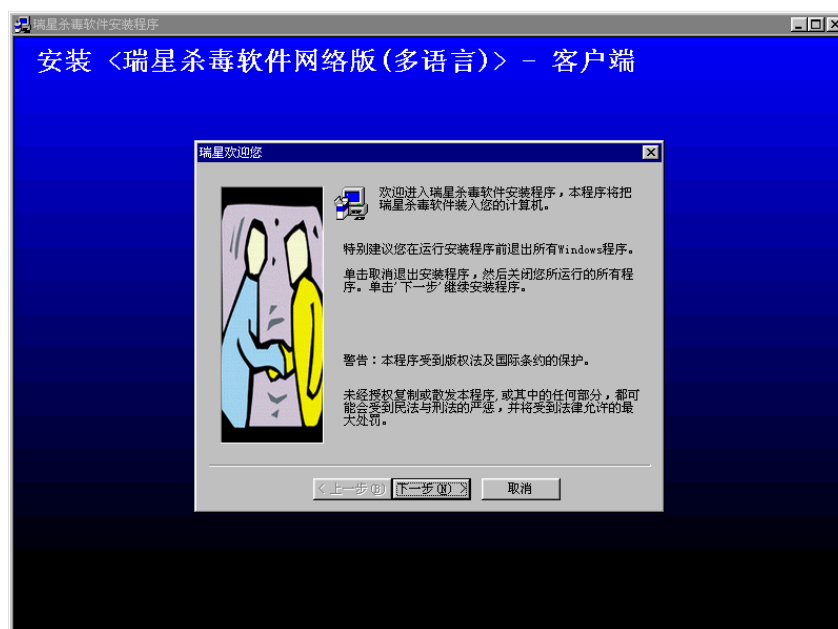 瑞星杀毒软件安装程序
安装 <瑞星杀毒软件网络版(多语言)> - 客户端
瑞星欢迎您
欢迎进入瑞星杀毒软件安装程序，本程序将把
瑞星杀毒软件装入您的计算机。
特别建议您在运行安装程序前退出所有Windows程序。
单击取消退出安装程序，然后关闭您所运行的所有程
序。单击'下一步'继续安装程序。
警告：本程序受到版权法及国际条约的保护。
未经授权复制或散发本程序,或其中的任何部分，都可
能会受到民法与刑法的严惩，并将受到法律允许的最
大处罚。
< 上一步(B) 下一步(N) > 取消